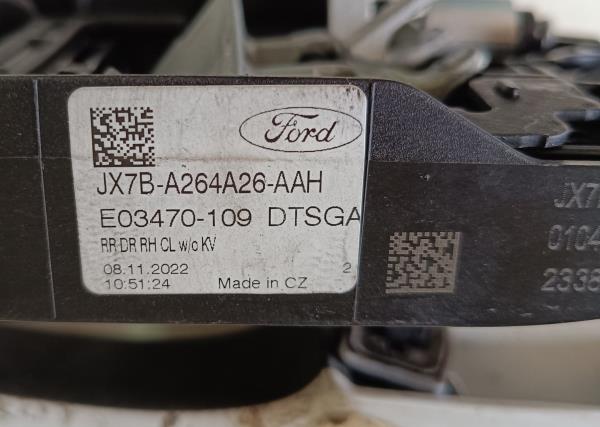 Ford
JX7B-A264A26-AAH
E03470-109 DTSGA
RR DR RH CL w/o KV
08.11.2022
10:51:24 Made in CZ 2
JX7
0104
2338